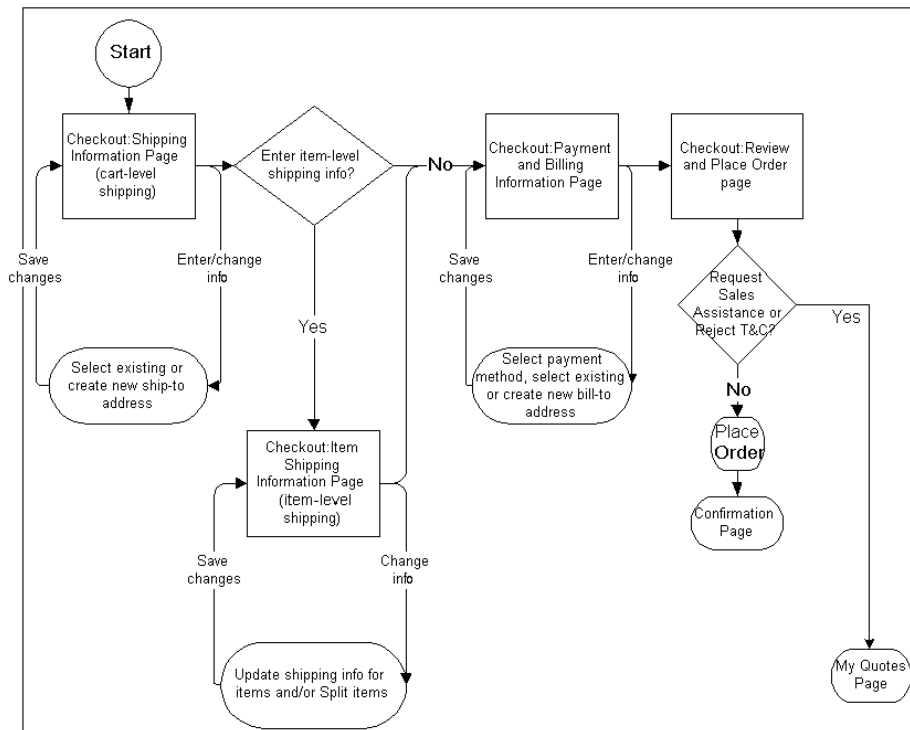 Start
Checkout:Shipping
Information Page
(cart-level
shipping)
Enter item-level
shipping info?
No
Checkout:Payment
and Billing
Information Page
Checkout:Review
and Place Order
page
Save
changes
Enter/change
info
Save
changes
Enter/change
info
Request
Sales
Assistance or
Reject T&C?
Yes
Yes
Select existing or
create new ship-to
address
Select payment
method, select existing
or create new bill-to
address
No
Place
Order
Checkout:Item
Shipping
Information Page
(item-level
shipping)
Confirmation
Page
Save
changes
Change
info
Update shipping info for
items and/or Split items
My Quotes
Page